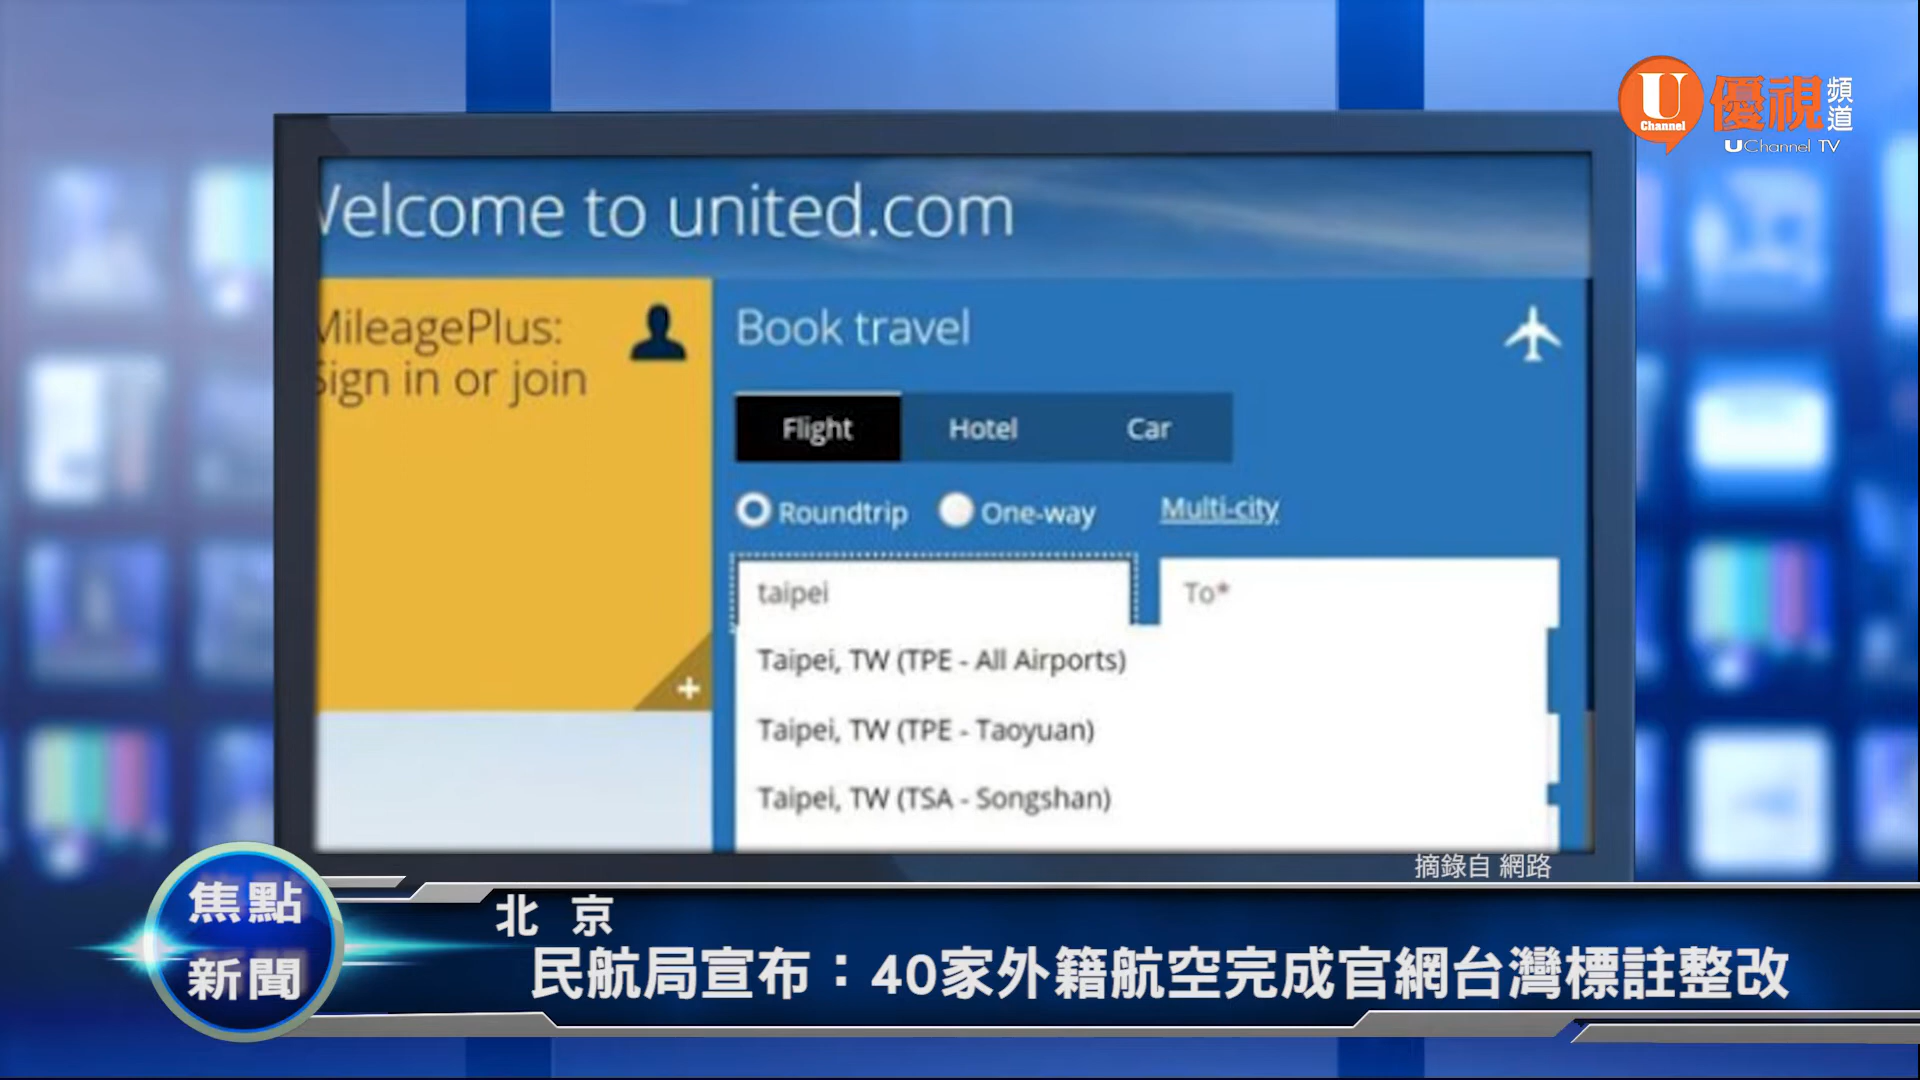 U
Channel
優視
頻道
UChannel TV
Welcome to united.com
MileagePlus:
Sign in or join
Book travel
Flight
Hotel
Car
Roundtrip
One-way
Multi-city
taipei
To*
Taipei, TW (TPE - All Airports)
Taipei, TW (TPE - Taoyuan)
Taipei, TW (TSA - Songshan)
摘錄自 網路
焦點
新聞
北 京
民航局宣布：40家外籍航空完成官網台灣標註整改